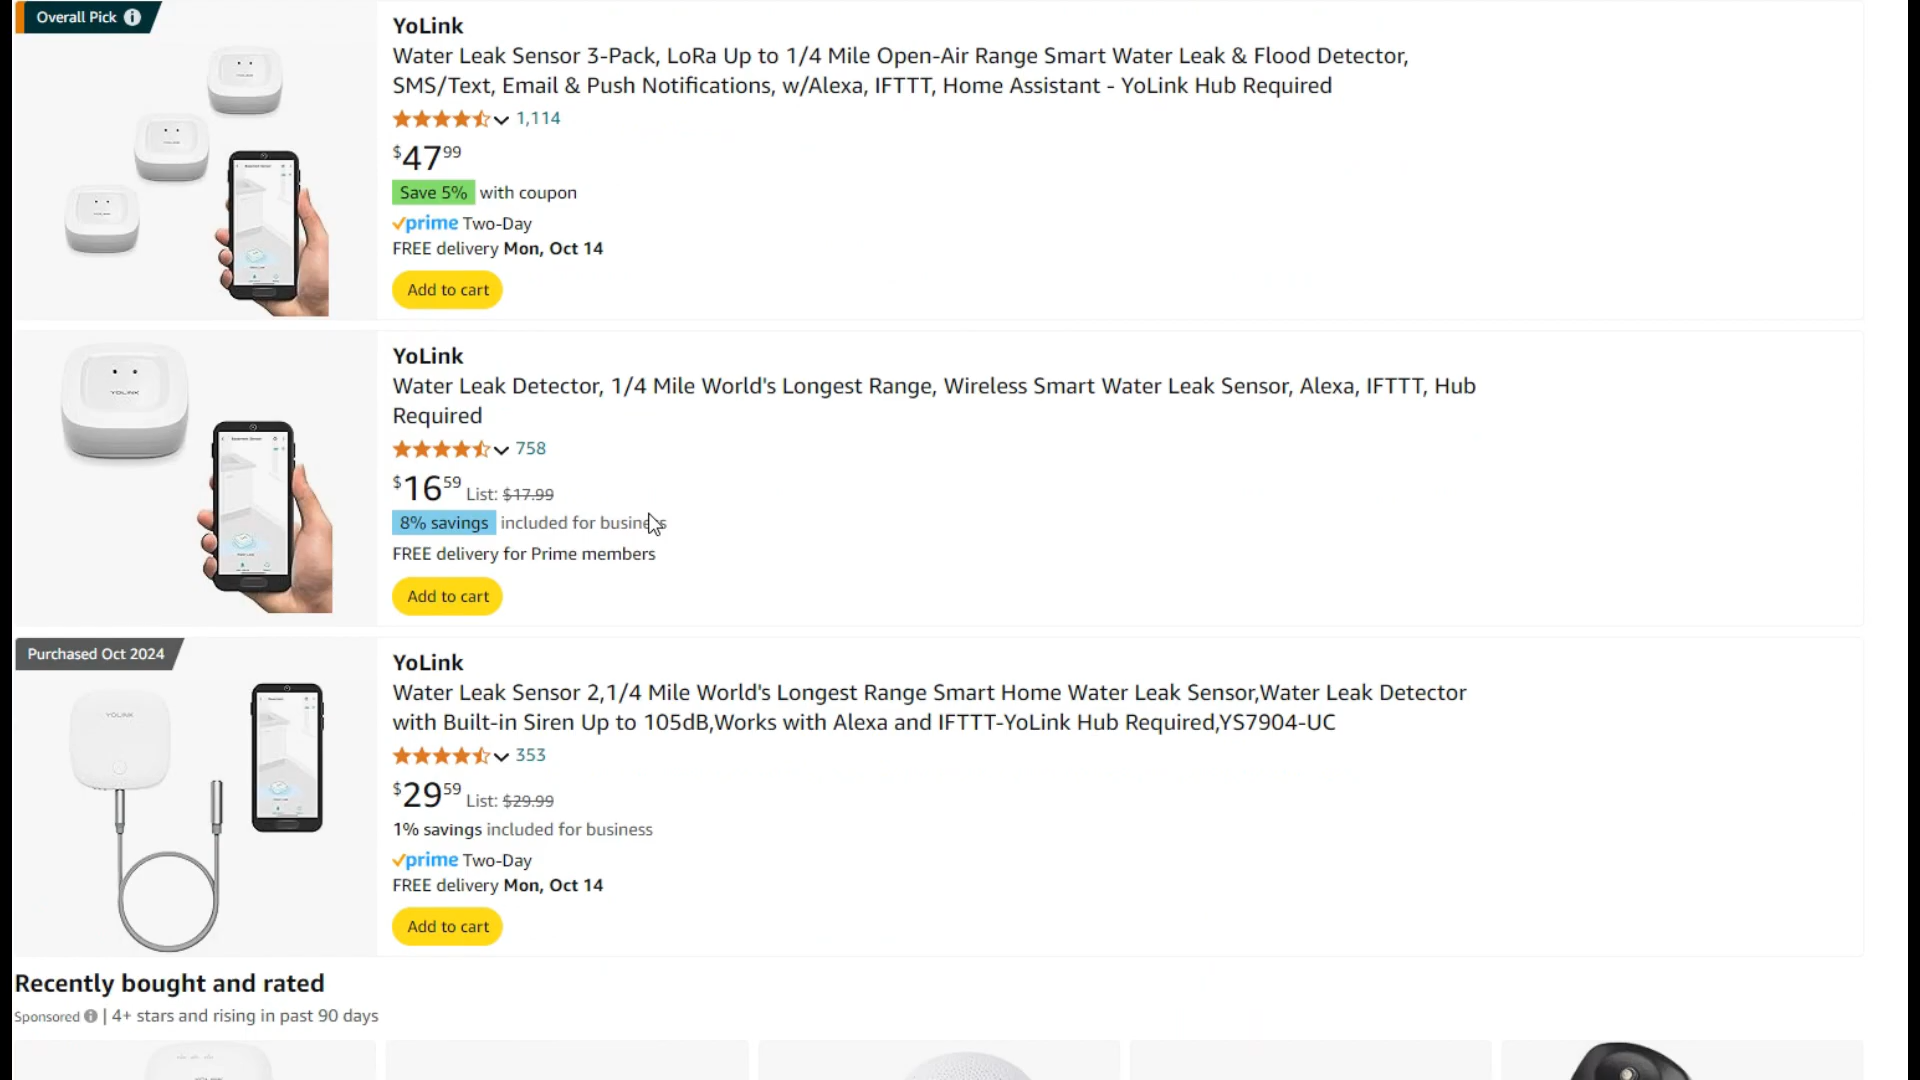 Overall Pick
YoLink
Water Leak Sensor 3-Pack, LoRa Up to 1/4 Mile Open-Air Range Smart Water Leak & Flood Detector,
SMS/Text, Email & Push Notifications, w/Alexa, IFTTT, Home Assistant - YoLink Hub Required
1,114
$47.99
Save 5% with coupon
prime Two-Day
FREE delivery Mon, Oct 14
Add to cart
YOLINK
YoLink
Water Leak Detector, 1/4 Mile World's Longest Range, Wireless Smart Water Leak Sensor, Alexa, IFTTT, Hub
Required
758
$16.59 List: $17.99
8% savings included for business
FREE delivery for Prime members
Add to cart
Purchased Oct 2024
YOLINK
YoLink
Water Leak Sensor 2,1/4 Mile World's Longest Range Smart Home Water Leak Sensor,Water Leak Detector
with Built-in Siren Up to 105dB,Works with Alexa and IFTTT-YoLink Hub Required,YS7904-UC
353
$29.59 List: $29.99
1% savings included for business
prime Two-Day
FREE delivery Mon, Oct 14
Add to cart
Recently bought and rated
Sponsored | 4+ stars and rising in past 90 days